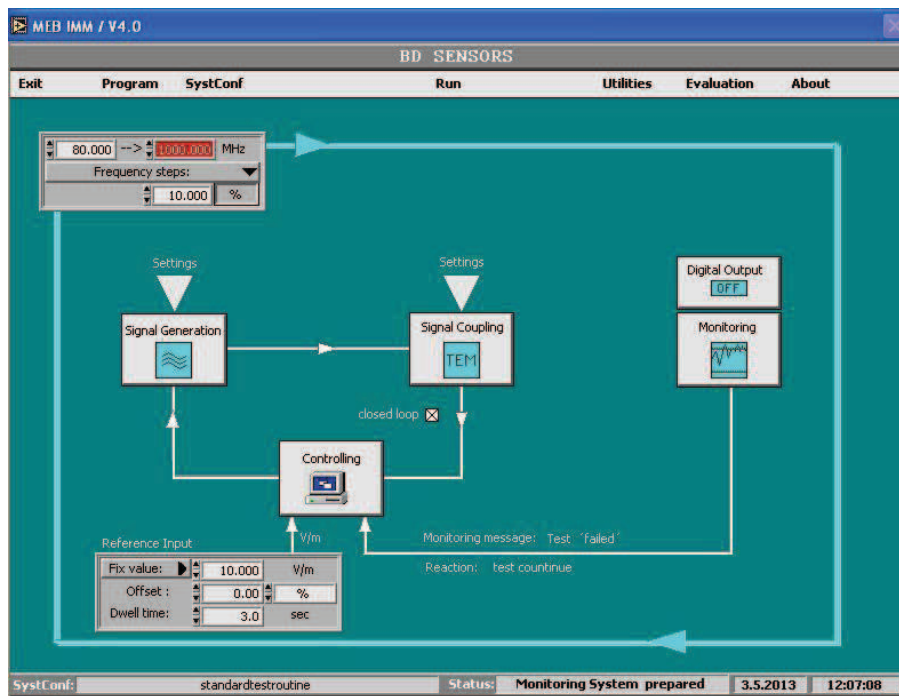 MEB IMM / V4.0
BD SENSORS
Exit Program SystConf Run Utilities Evaluation About
80.000 --> 1000.000 MHz
Frequency steps:
10.000 %
Settings Settings
Digital Output
OFF
Signal Generation Signal Coupling Monitoring
TEM
closed loop
Controlling
Reference Input V/m Monitoring message: Test 'failed'
Fix value: 10.000 V/m Reaction: test countinue
Offset : 0.00 %
Dwell time: 3.0 sec
SystConf: standardtestroutine Status: Monitoring System prepared 3.5.2013 12:07:08